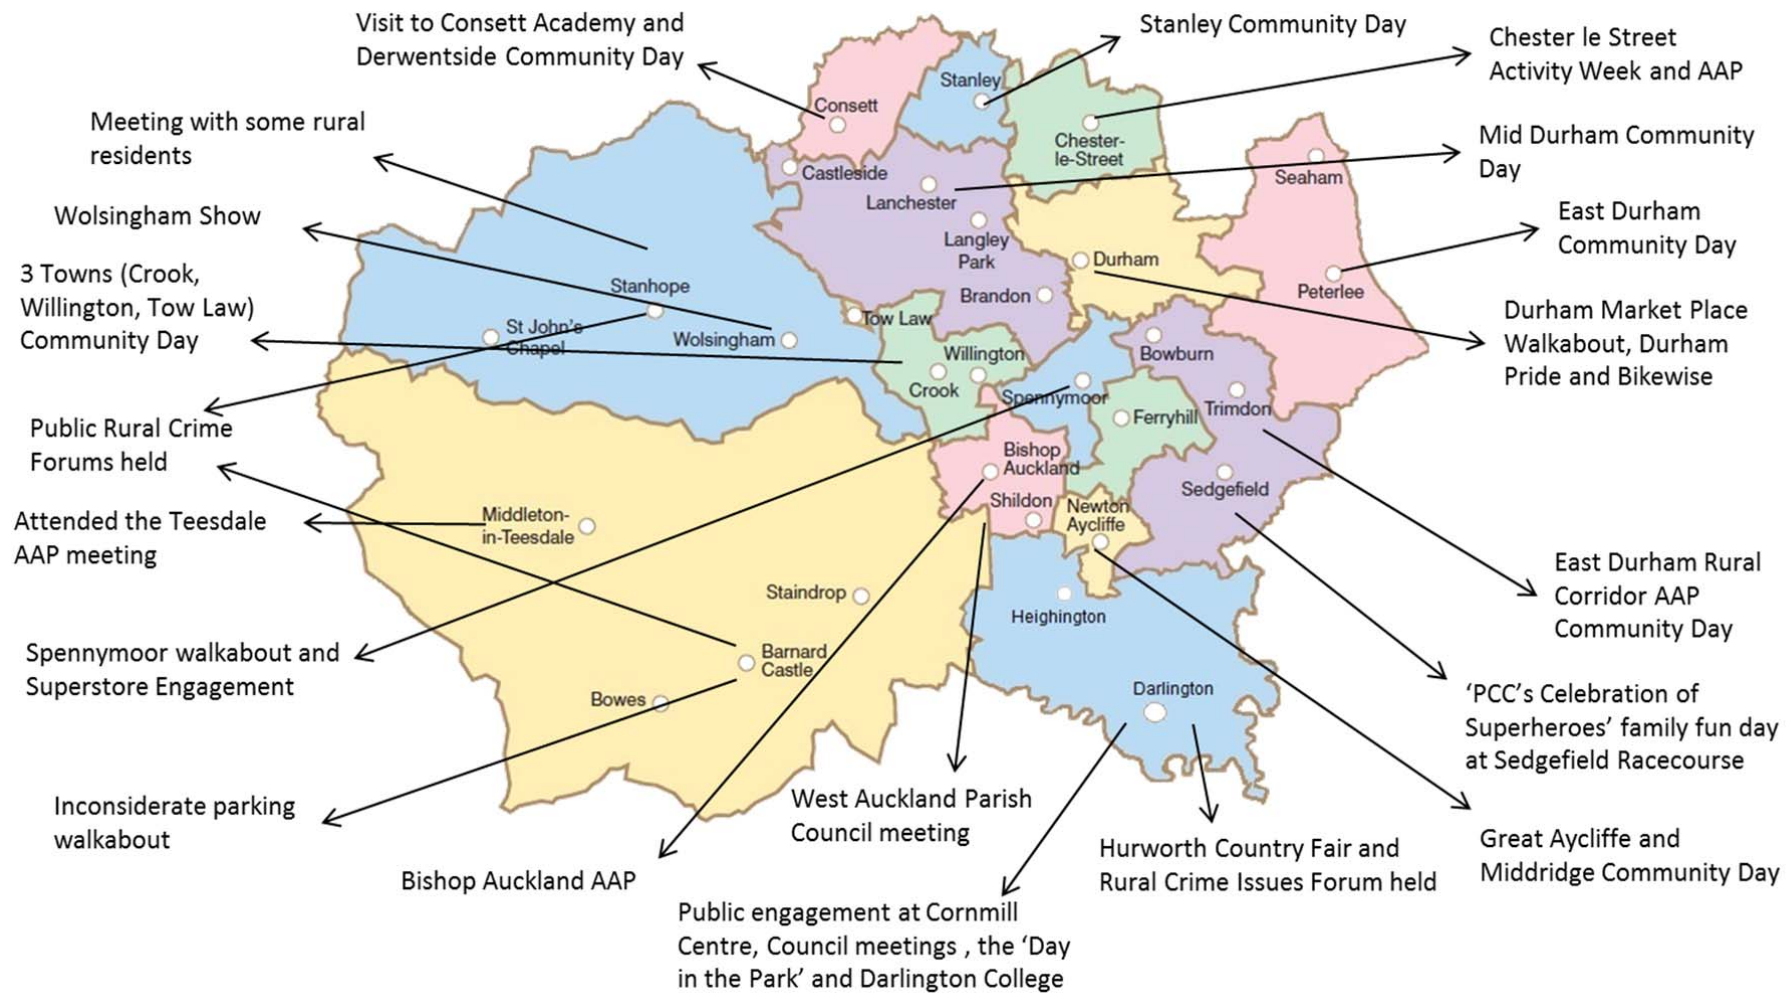 Visit to Consett Academy and
Derwentside Community Day
Stanley Community Day
Chester le Street
Activity Week and AAP
Meeting with some rural
residents
Mid Durham Community
Day
Wolsingham Show
East Durham
Community Day
3 Towns (Crook,
Willington, Tow Law)
Community Day
Durham Market Place
Walkabout, Durham
Pride and Bikewise
Public Rural Crime
Forums held
Attended the Teesdale
AAP meeting
East Durham Rural
Corridor AAP
Community Day
Spennymoor walkabout and
Superstore Engagement
‘PCC’s Celebration of
Superheroes’ family fun day
at Sedgefield Racecourse
Inconsiderate parking
walkabout
West Auckland Parish
Council meeting
Bishop Auckland AAP
Hurworth Country Fair and
Rural Crime Issues Forum held
Great Aycliffe and
Middridge Community Day
Public engagement at Cornmill
Centre, Council meetings , the ‘Day
in the Park’ and Darlington College
Stanley
Consett
Chester-
le-Street
Castleside
Seaham
Lanchester
Langley
Park
Durham
Stanhope
Brandon
Peterlee
Tow Law
St John's
Chapel
Wolsingham
Willington
Bowburn
Crook
Spennymoor
Trimdon
Ferryhill
Bishop
Auckland
Sedgefield
Shildon
Newton
Aycliffe
Middleton-
in-Teesdale
Staindrop
Heighington
Barnard
Castle
Bowes
Darlington